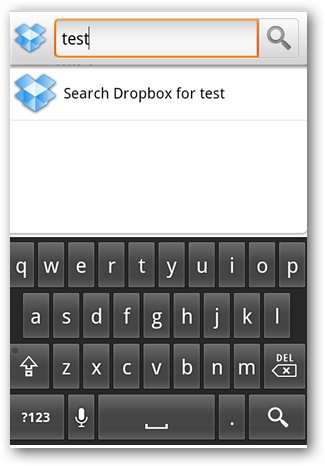 test
Search Dropbox for test
q w e r t y u i o p
a s d f g h j k l
z x c v b n m DEL
?123 .